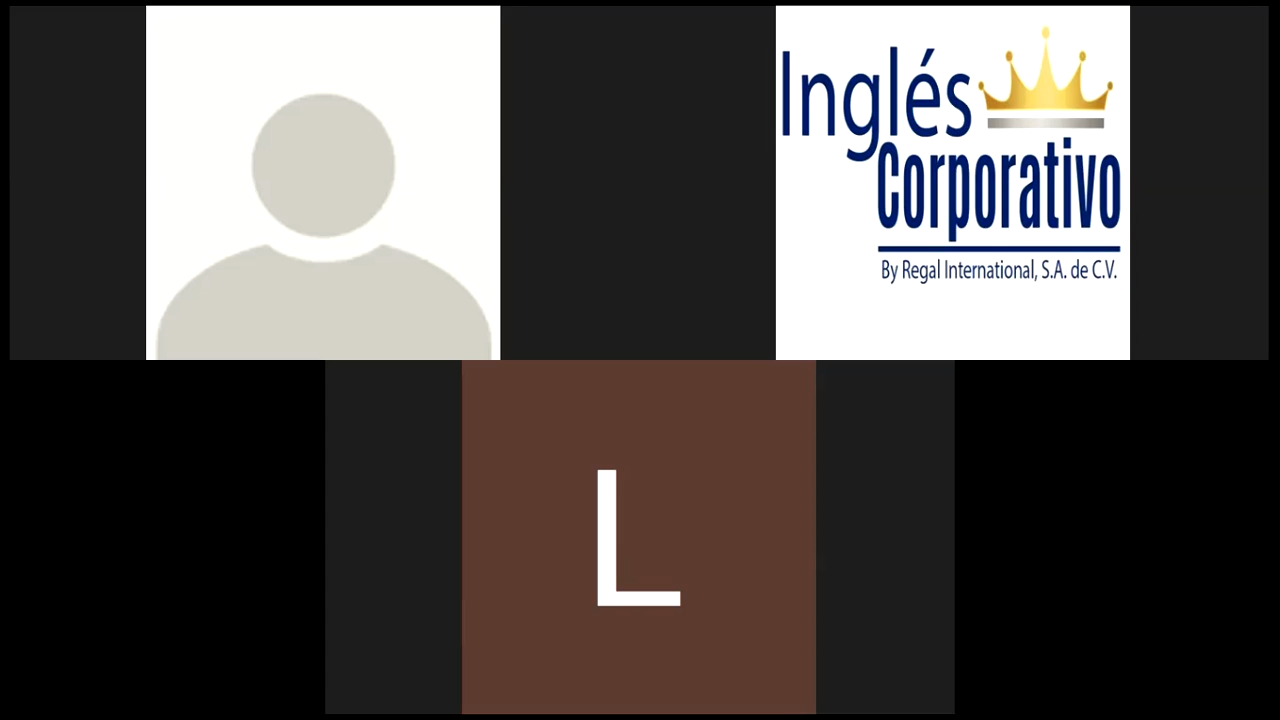 Inglés
Corporativo
By Regal International, S.A. de C.V.
L